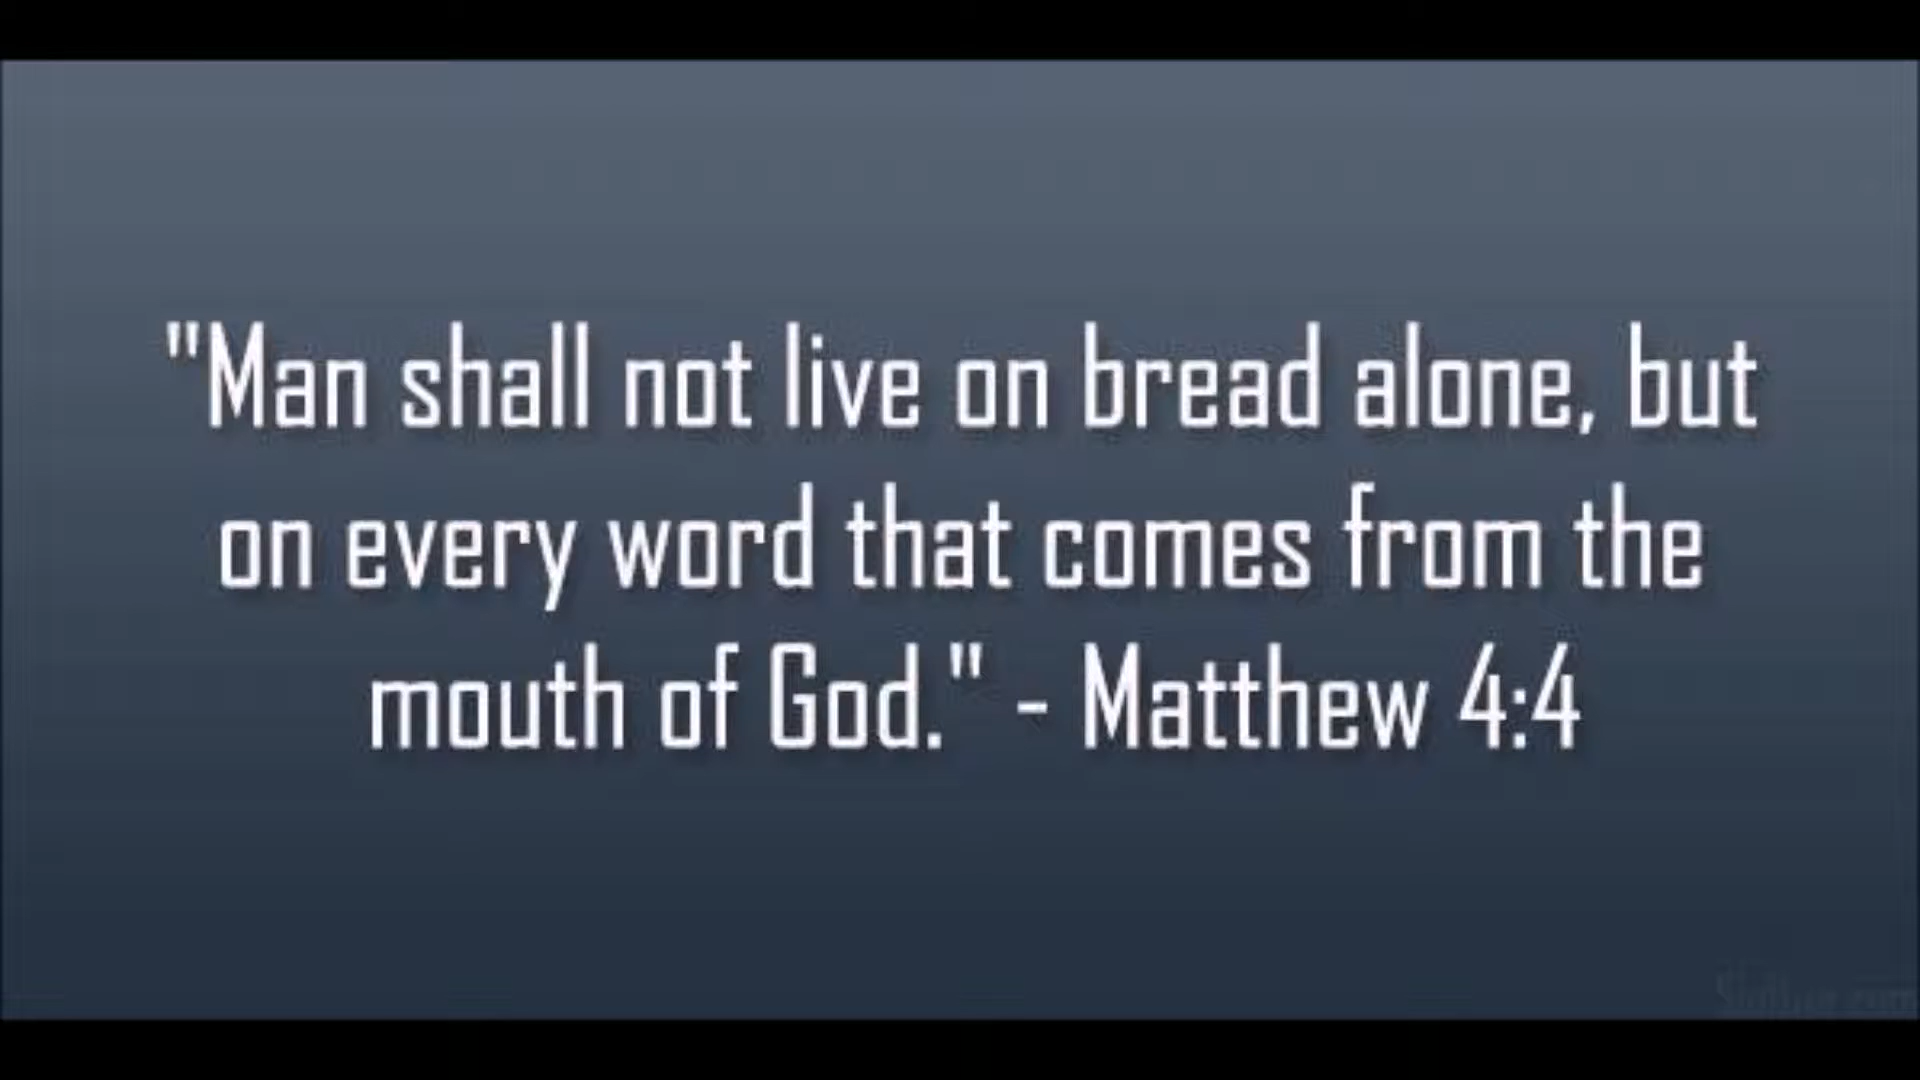 "Man shall not live on bread alone, but
on every word that comes from the
mouth of God." - Matthew 4:4